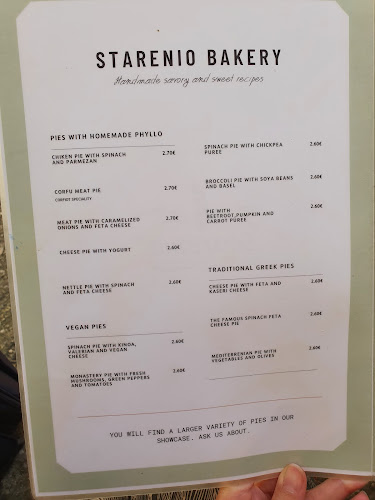 STARENIO BAKERY
Handmade savory and sweet recipes
PIES WITH HOMEMADE PHYLLO
CHIKEN PIE WITH SPINACH 2.70€
AND PARMEZAN
CORFU MEAT PIE 2.70€
CORFIOT SPECIALITY
MEAT PIE WITH CARAMELIZED 2.70€
ONIONS AND FETA CHEESE
CHEESE PIE WITH YOGURT 2.60€
NETTLE PIE WITH SPINACH 2.60€
AND FETA CHEESE
VEGAN PIES
SPINACH PIE WITH KINOA, 2.60€
VALERIAN AND VEGAN
CHEESE
MONASTERY PIE WITH FRESH 2.60€
MUSHROOMS, GREEN PEPPERS
AND TOMATOES
SPINACH PIE WITH CHICKPEA 2.60€
PUREE
BROCCOLI PIE WITH SOYA BEANS 2.60€
AND BASEL
PIE WITH 2.60€
BEETROOT,PUMPKIN AND
CARROT PUREE
TRADITIONAL GREEK PIES
CHEESE PIE WITH FETA AND 2.60€
KASERI CHEESE
THE FAMOUS SPINACH FETA 2.60€
CHEESE PIE
MEDITERRENIAN PIE WITH 2.60€
VEGETABLES AND OLIVES
YOU WILL FIND A LARGER VARIETY OF PIES IN OUR
SHOWCASE. ASK US ABOUT.